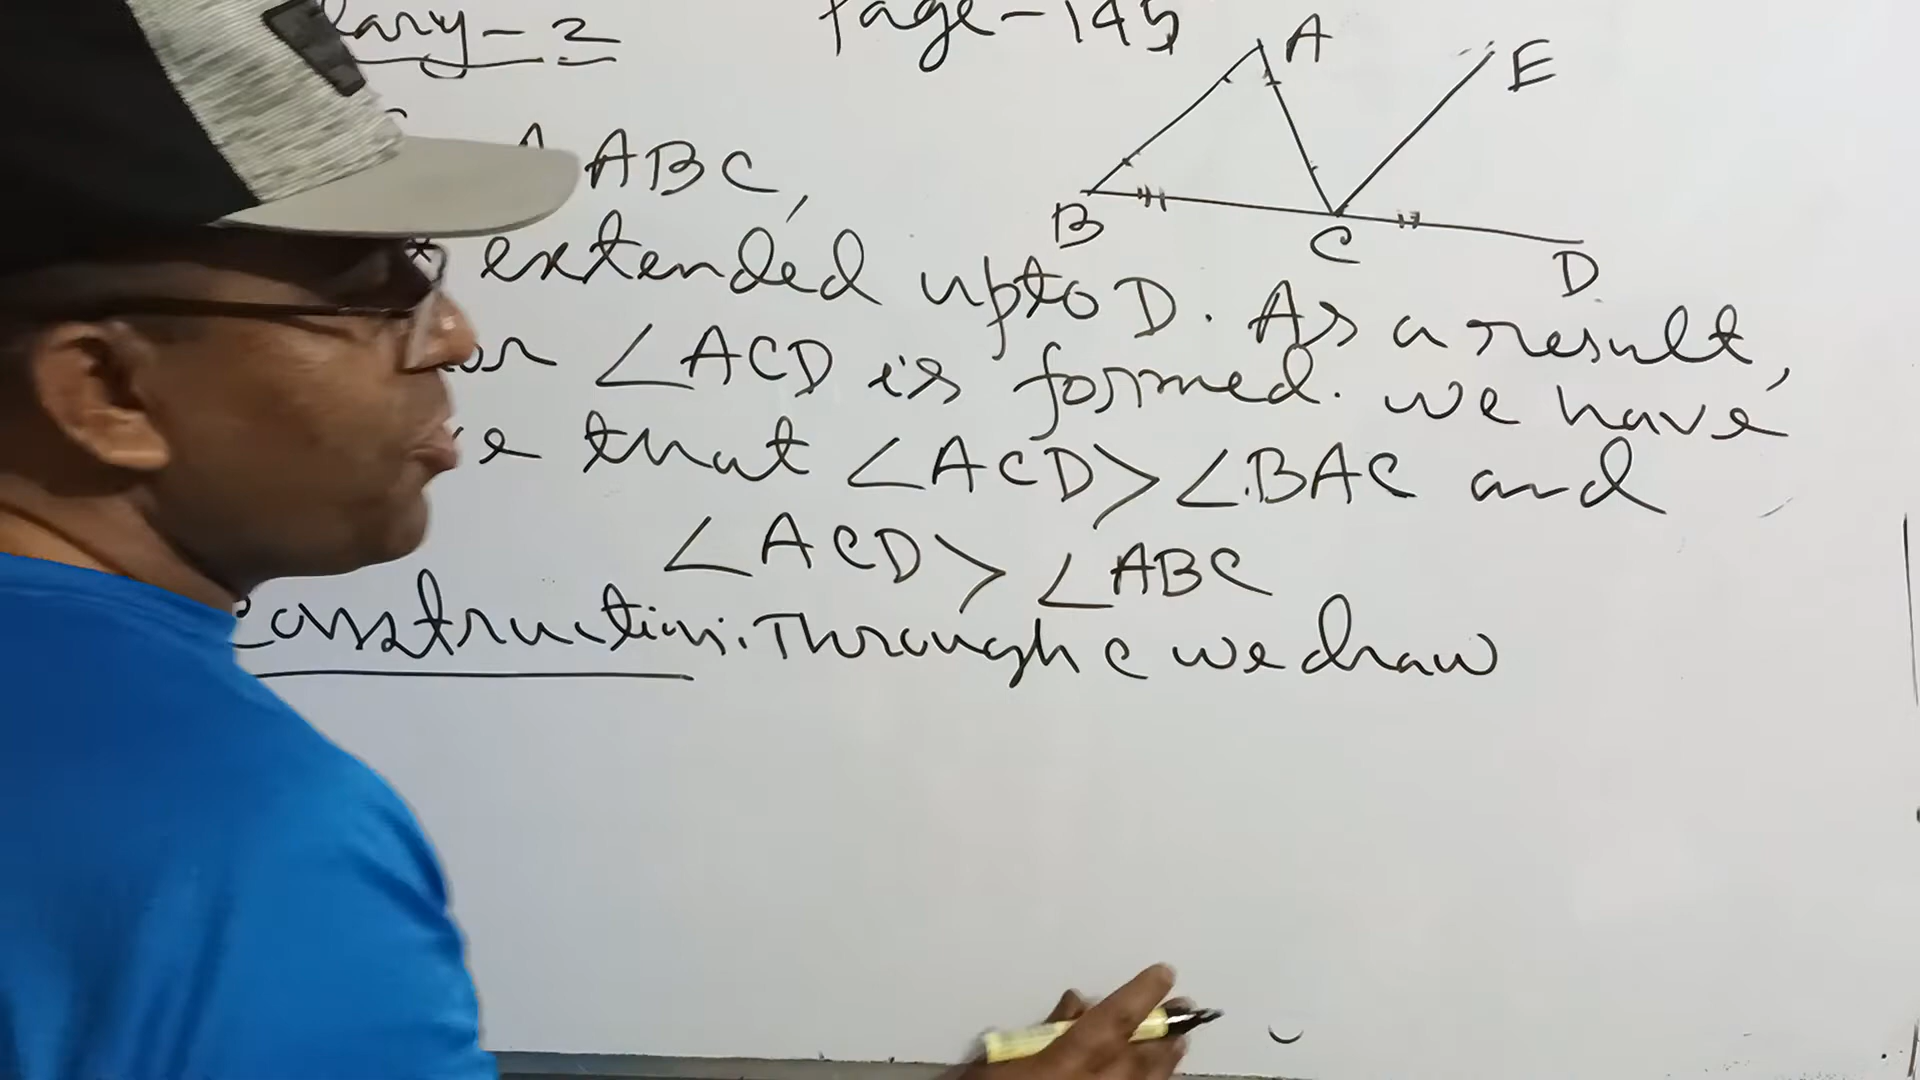 lary-2 Page-145
A
E
B
C
D
ABC,
extended upto D. As a result,
∠ACD is formed. we have
that ∠ACD>∠BAC and
∠ACD>∠ABC
Construction: Through C we draw